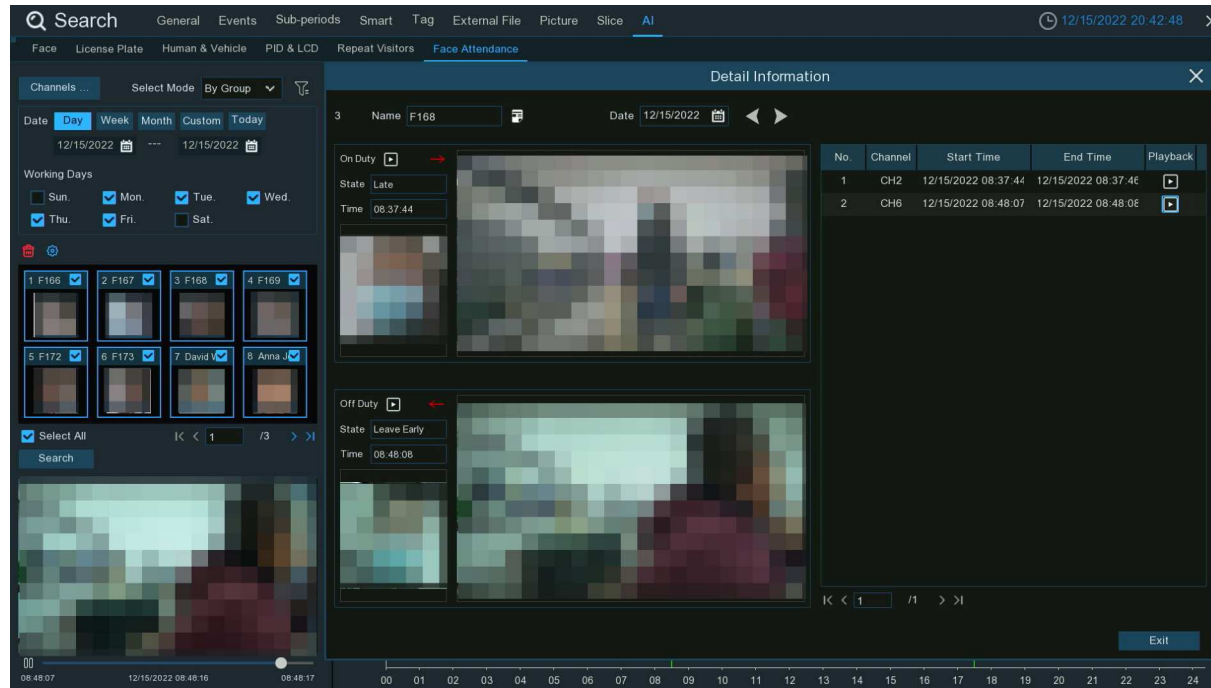 Search General Events Sub-periods Smart Tag External File Picture Slice AI 12/15/2022 20:42:48
Face License Plate Human & Vehicle PID & LCD Repeat Visitors Face Attendance
Detail Information
Channels ... Select Mode By Group
Date Day Week Month Custom Today
12/15/2022 --- 12/15/2022
Working Days
Sun. Mon. Tue. Wed.
Thu. Fri. Sat.
1 F166 2 F167 3 F168 4 F169
5 F172 6 F173 7 David 8 Anna J
Select All 1 /3
Search
08:48:07 12/15/2022 08:48:16 08:48:17
3 Name F168 Date 12/15/2022
On Duty
State Late
Time 08:37:44
Off Duty
State Leave Early
Time 08:48:08
No. Channel Start Time End Time Playback
1 CH2 12/15/2022 08:37:44 12/15/2022 08:37:46
2 CH6 12/15/2022 08:48:07 12/15/2022 08:48:08
1 /1
Exit
00 01 02 03 04 05 06 07 08 09 10 11 12 13 14 15 16 17 18 19 20 21 22 23 24